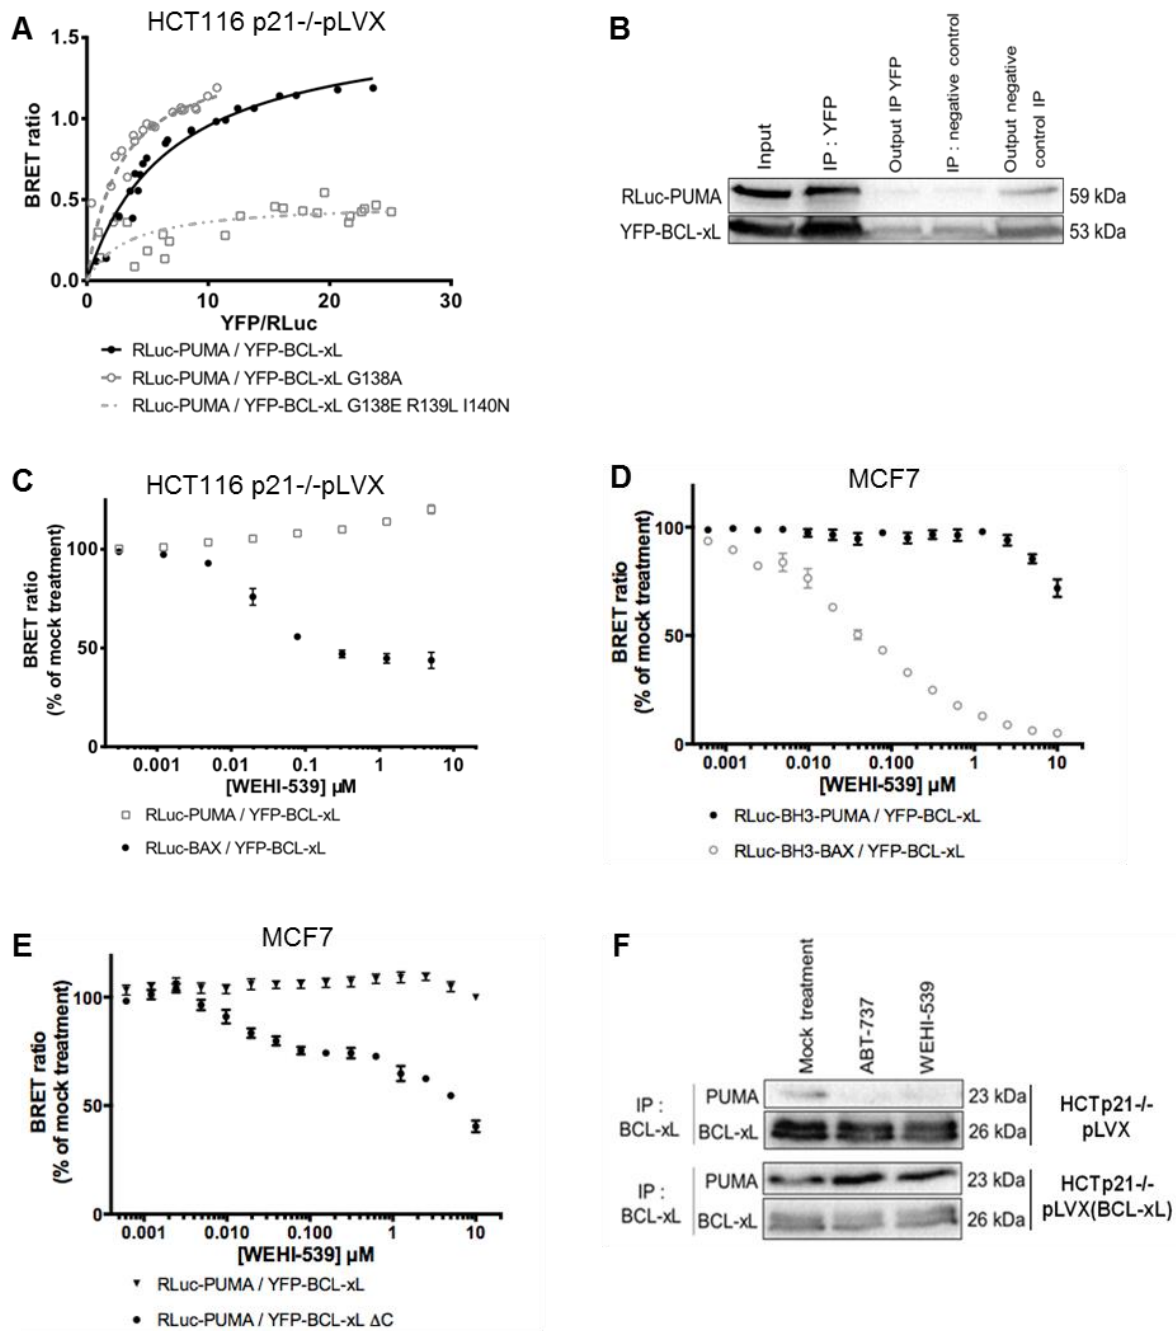 A
HCT116 p21-/-pLVX
BRET ratio
1.5
1.0
0.5
0.0
0
10
20
30
YFP/RLuc
RLuc-PUMA / YFP-BCL-xL
RLuc-PUMA / YFP-BCL-xL G138A
RLuc-PUMA / YFP-BCL-xL G138E R139L I140N
B
Input
IP : YFP
Output IP YFP
IP : negative control
Output negative
control IP
RLuc-PUMA
59 kDa
YFP-BCL-xL
53 kDa
C
HCT116 p21-/-pLVX
BRET ratio
(% of mock treatment)
100
50
0
0.001
0.01
0.1
1
10
[WEHI-539] µM
RLuc-PUMA / YFP-BCL-xL
RLuc-BAX / YFP-BCL-xL
D
MCF7
BRET ratio
(% of mock treatment)
100
50
0
0.001
0.010
0.100
1
10
[WEHI-539] µM
RLuc-BH3-PUMA / YFP-BCL-xL
RLuc-BH3-BAX / YFP-BCL-xL
E
MCF7
BRET ratio
(% of mock treatment)
100
50
0
0.001
0.010
0.100
1
10
[WEHI-539] µM
RLuc-PUMA / YFP-BCL-xL
RLuc-PUMA / YFP-BCL-xL ΔC
F
Mock treatment
ABT-737
WEHI-539
IP :
BCL-xL
PUMA
23 kDa
BCL-xL
26 kDa
HCTp21-/-
pLVX
IP :
BCL-xL
PUMA
23 kDa
BCL-xL
26 kDa
HCTp21-/-
pLVX(BCL-xL)